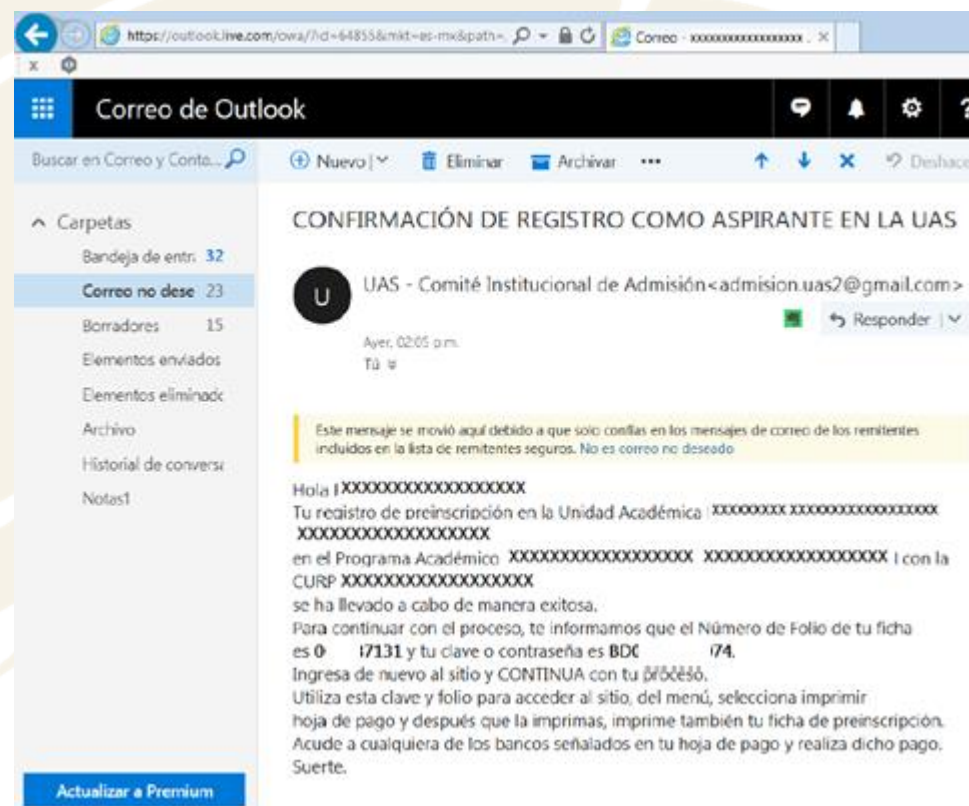 https://outlook.live.com/owa/?id=64855&mkt=es-mx&path=
Correo - xxxxxxxxxxxxxxxxxx .
Correo de Outlook
Buscar en Correo y Conta...
Nuevo
Eliminar
Archivar
Deshace
Carpetas
Bandeja de entr. 32
Correo no dese 23
Borradores 15
Elementos enviados
Elementos eliminadc
Archivo
Historial de conversa
Notas1
Actualizar a Premium
CONFIRMACIÓN DE REGISTRO COMO ASPIRANTE EN LA UAS
U
UAS - Comité Institucional de Admisión<admision.uas2@gmail.com>
Responder
Ayer, 02:05 p.m.
Tú
Este mensaje se movió aquí debido a que solo confías en los mensajes de correo de los remitentes
incluidos en la lista de remitentes seguros. No es correo no deseado
Hola XXXXXXXXXXXXXXXXXXX
Tu registro de preinscripción en la Unidad Académica XXXXXXXXX XXXXXXXXXXXXXXXXXX
XXXXXXXXXXXXXXXXXXX
en el Programa Académico XXXXXXXXXXXXXXXXXXX XXXXXXXXXXXXXXXXXXX con la
CURP XXXXXXXXXXXXXXXXXXXX
se ha llevado a cabo de manera exitosa.
Para continuar con el proceso, te informamos que el Número de Folio de tu ficha
es 0 7131 y tu clave o contraseña es BD 74.
Ingresa de nuevo al sitio y CONTINUA con tu proceso.
Utiliza esta clave y folio para acceder al sitio, del menú, selecciona imprimir
hoja de pago y después que la imprimas, imprime también tu ficha de preinscripción.
Acude a cualquiera de los bancos señalados en tu hoja de pago y realiza dicho pago.
Suerte.